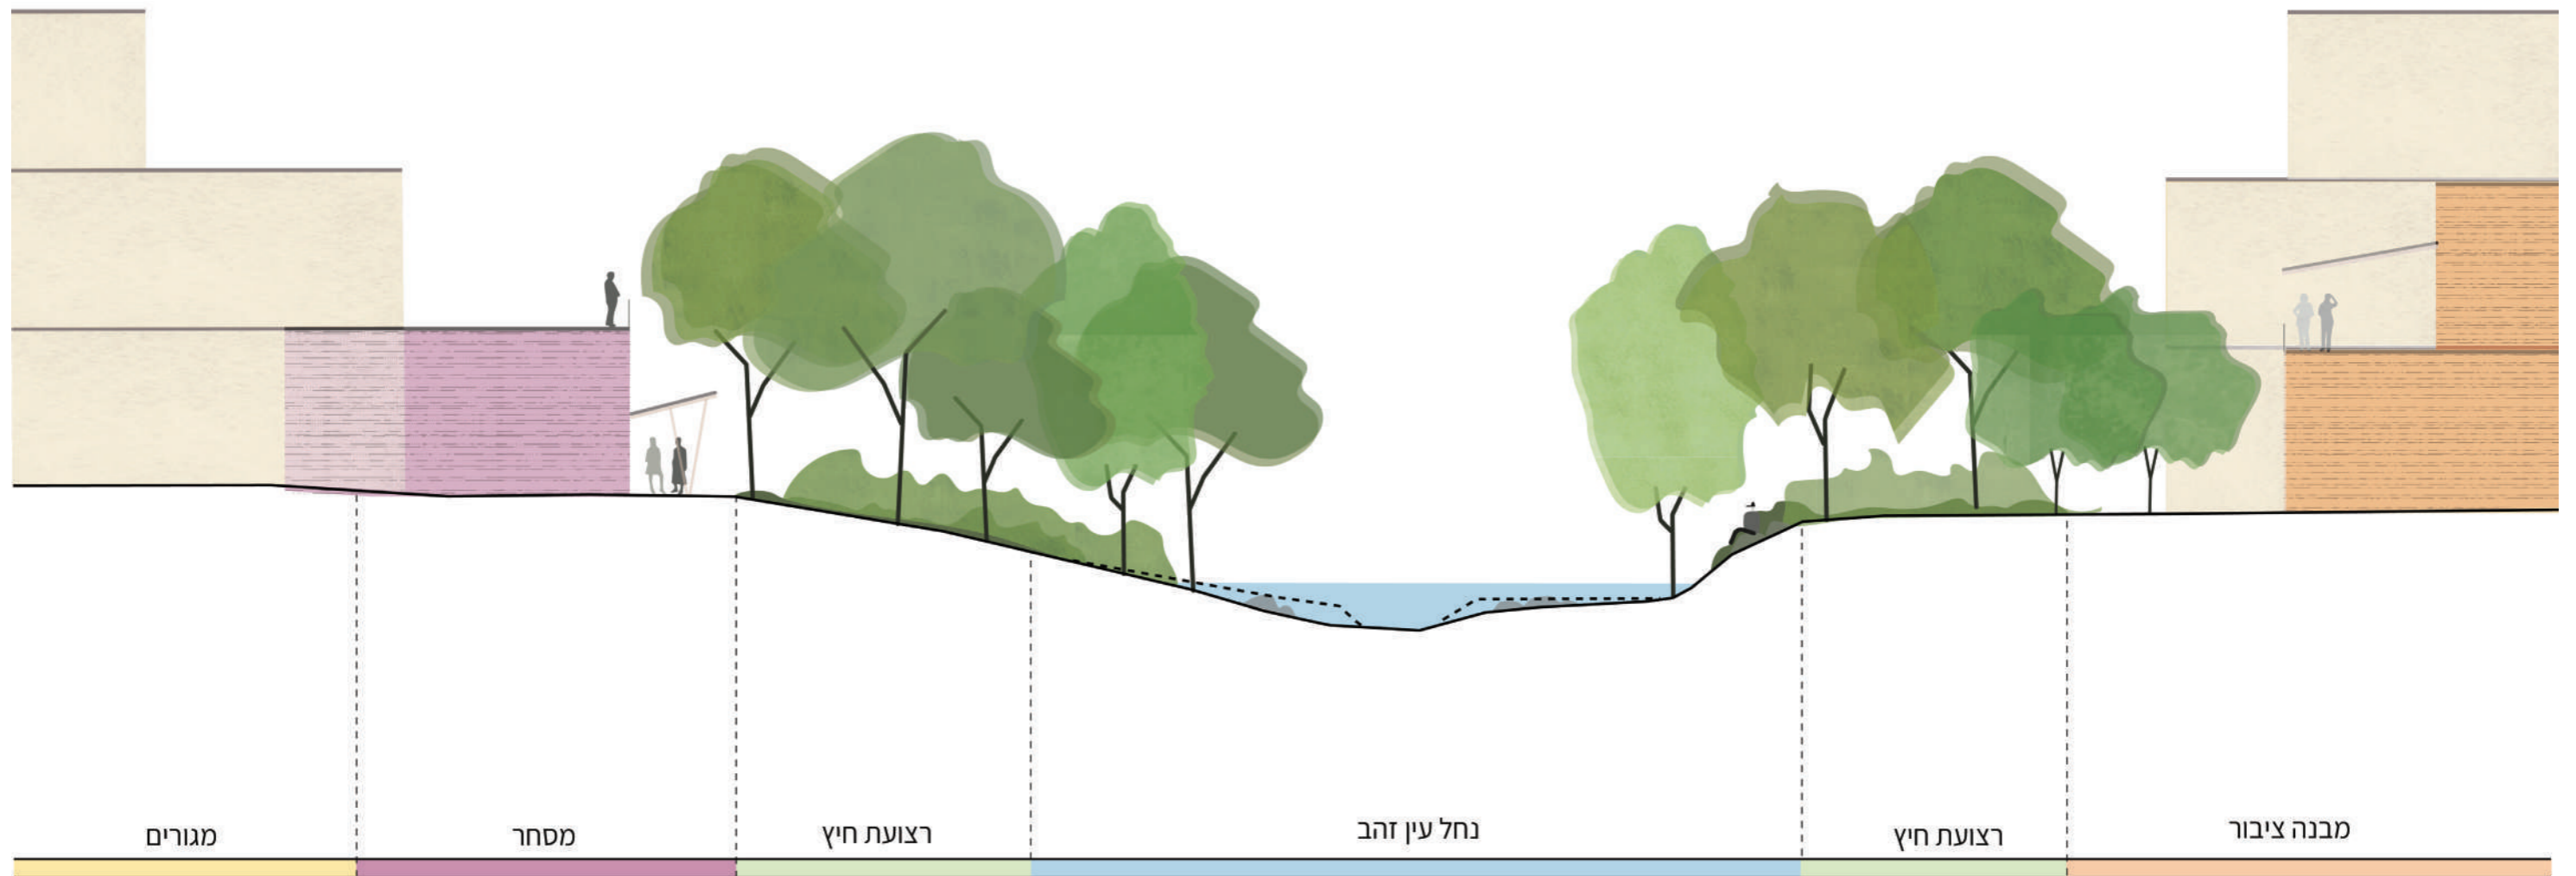 מבנה ציבור
רצועת חיץ
נחל עין זהב
רצועת חיץ
מסחר
מגורים